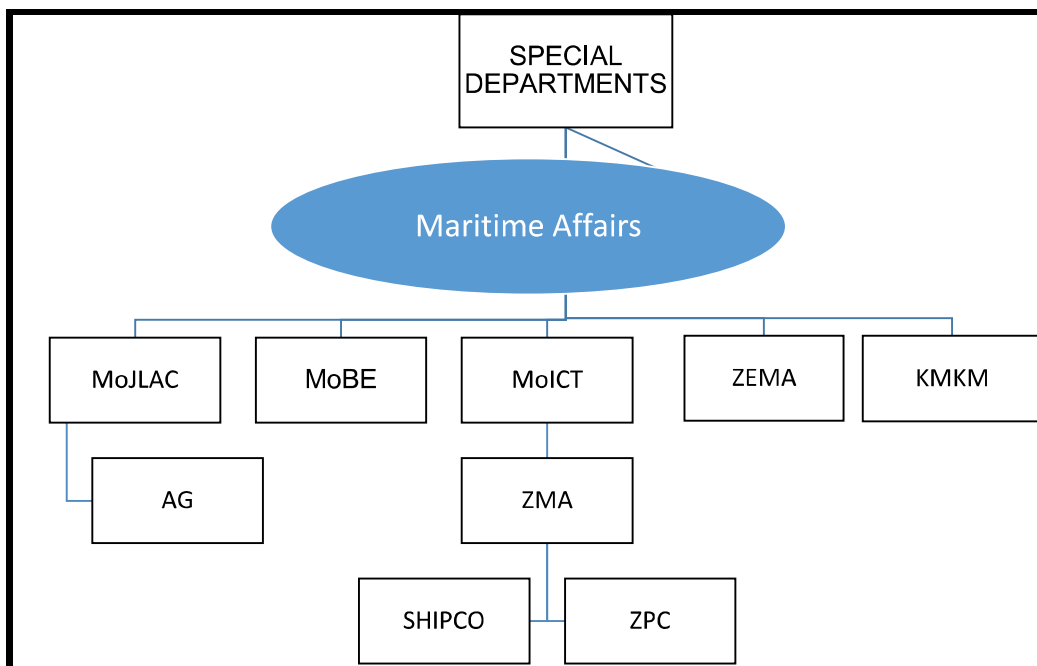 SPECIAL
DEPARTMENTS
Maritime Affairs
MoJLAC
MoBE
MoICT
ZEMA
KMKM
AG
ZMA
SHIPCO
ZPC